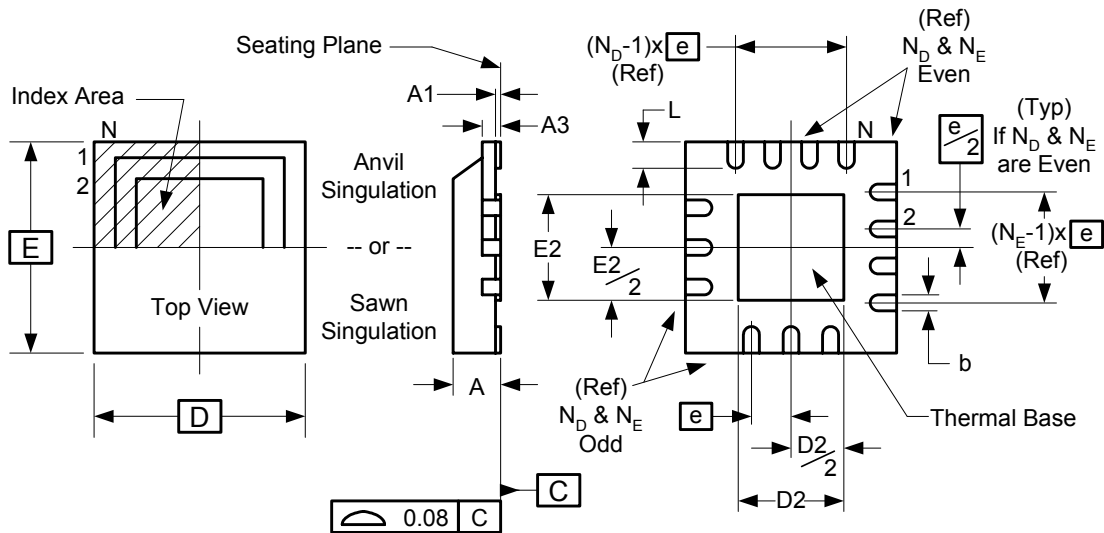 Seating Plane
(N_D-1)x e
(Ref)
(Ref)
N_D & N_E
Even
Index Area
A1
A3
L
N
N
e/2
(Typ)
If N_D & N_E
are Even
1
2
Anvil
Singulation
1
2
E
-- or --
E2
E2/2
(N_E-1)x e
(Ref)
Top View
Sawn
Singulation
A
b
D
(Ref)
N_D & N_E
Odd
e
Thermal Base
D2/2
C
D2
0.08 C